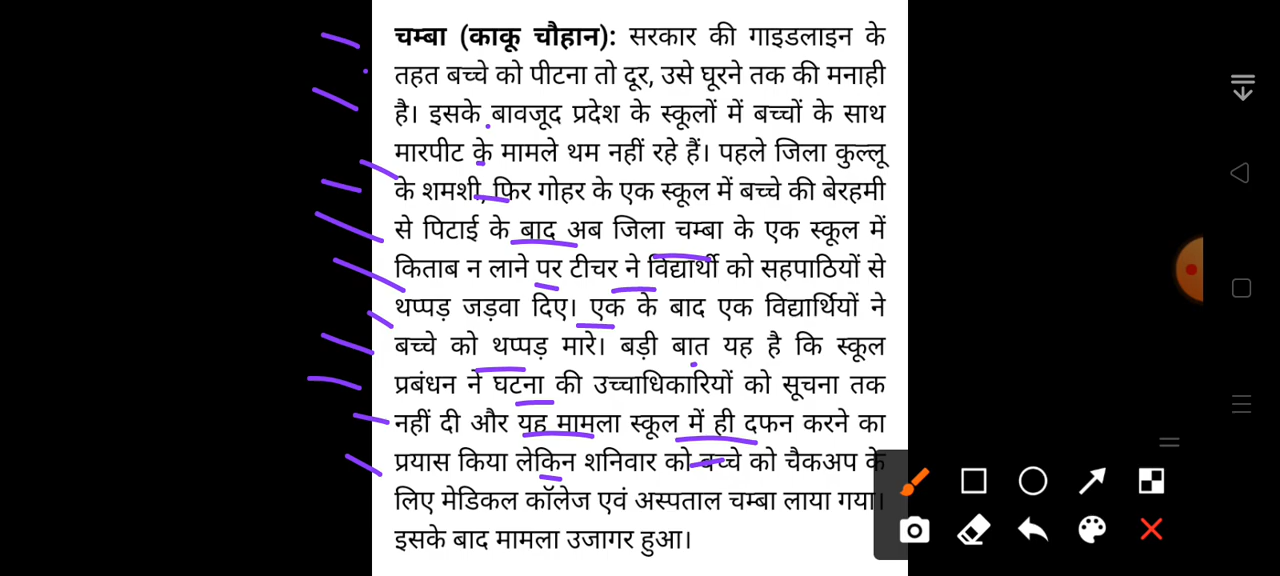 चम्बा (काकू चौहान): सरकार की गाइडलाइन के
तहत बच्चे को पीटना तो दूर, उसे घूरने तक की मनाही
है। इसके बावजूद प्रदेश के स्कूलों में बच्चों के साथ
मारपीट के मामले थम नहीं रहे हैं। पहले जिला कुल्लू
के शमशी, फिर गोहर के एक स्कूल में बच्चे की बेरहमी
से पिटाई के बाद अब जिला चम्बा के एक स्कूल में
किताब न लाने पर टीचर ने विद्यार्थी को सहपाठियों से
थप्पड़ जड़वा दिए। एक के बाद एक विद्यार्थियों ने
बच्चे को थप्पड़ मारे। बड़ी बात यह है कि स्कूल
प्रबंधन ने घटना की उच्चाधिकारियों को सूचना तक
नहीं दी और यह मामला स्कूल में ही दफन करने का
प्रयास किया लेकिन शनिवार को बच्चे को चैकअप के
लिए मेडिकल कॉलेज एवं अस्पताल चम्बा लाया गया।
इसके बाद मामला उजागर हुआ।